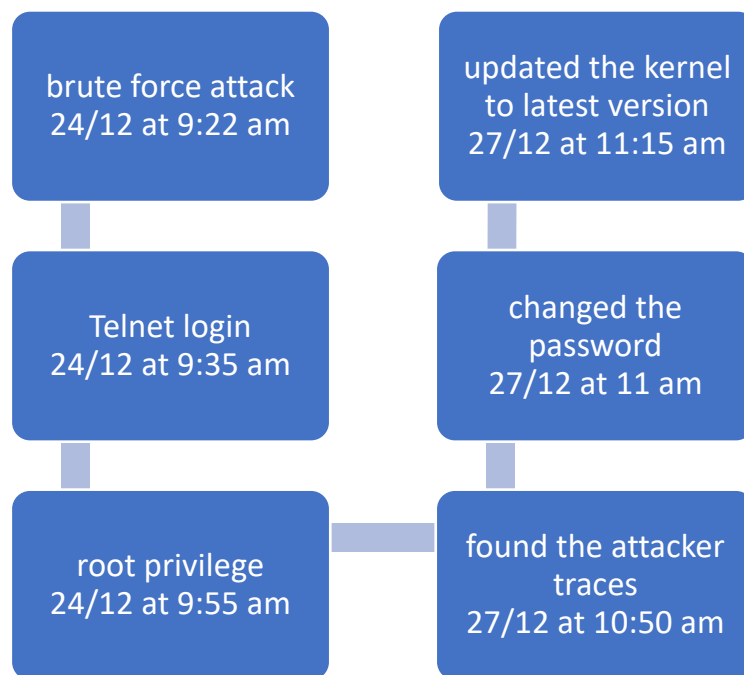 brute force attack
24/12 at 9:22 am
Telnet login
24/12 at 9:35 am
root privilege
24/12 at 9:55 am
found the attacker
traces
27/12 at 10:50 am
changed the
password
27/12 at 11 am
updated the kernel
to latest version
27/12 at 11:15 am